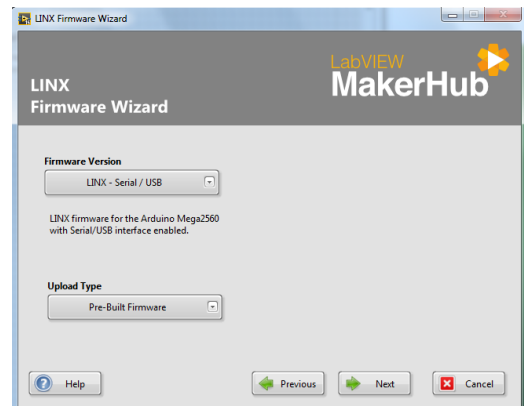 LINX Firmware Wizard
LabVIEW
MakerHub
LINX
Firmware Wizard
Firmware Version
LINX - Serial / USB
LINX firmware for the Arduino Mega2560
with Serial/USB interface enabled.
Upload Type
Pre-Built Firmware
Help
Previous
Next
Cancel